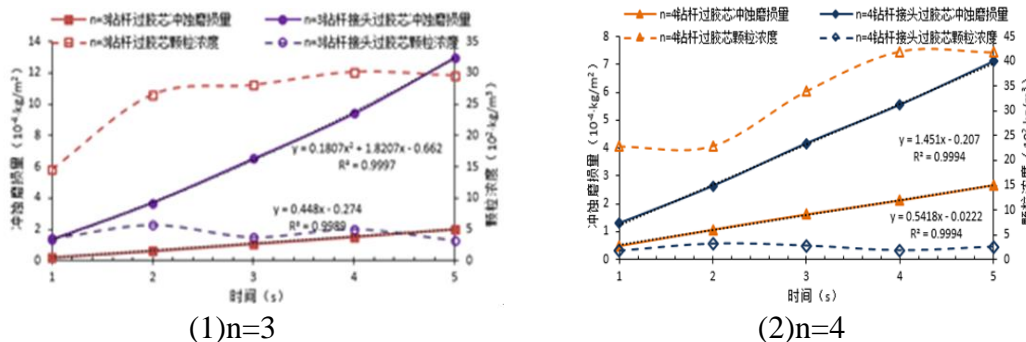 n=3钻杆过胶芯冲蚀磨损量 n=3钻杆接头过胶芯冲蚀磨损量
n=3钻杆过胶芯颗粒浓度 n=3钻杆接头过胶芯颗粒浓度
14
12
10
8
6
4
2
0
冲蚀磨损量（10⁻⁶·kg/m²）
35
30
25
20
15
10
5
0
颗粒浓度（10²·kg/m³）
y = 0.1807x² + 1.8207x - 0.662
R² = 0.9997
y = 0.448x - 0.274
R² = 0.9989
1 2 3 4 5
时间（s）
(1)n=3
n=4钻杆过胶芯冲蚀磨损量 n=4钻杆接头过胶芯冲蚀磨损量
n=4钻杆过胶芯颗粒浓度 n=4钻杆接头过胶芯颗粒浓度
8
7
6
5
4
3
2
1
0
冲蚀磨损量（10⁻⁶·kg/m²）
45
40
35
30
25
20
15
10
5
0
y = 1.451x - 0.207
R² = 0.9994
y = 0.5418x - 0.0222
R² = 0.9994
1 2 3 4 5
时间（s）
(2)n=4